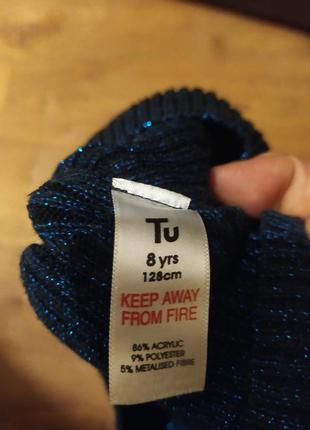 Tu
8 yrs
128cm
KEEP AWAY
FROM FIRE
86% ACRYLIC
9% POLYESTER
5% METALISED FIBRE